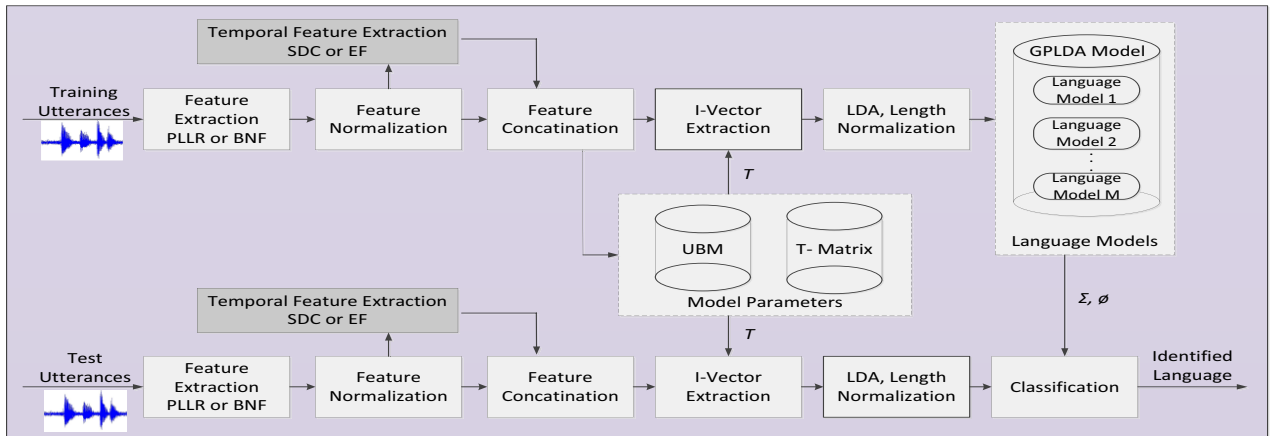 Temporal Feature Extraction
SDC or EF
Training
Utterances
Feature
Extraction
PLLR or BNF
Feature
Normalization
Feature
Concatination
I-Vector
Extraction
LDA, Length
Normalization
GPLDA Model
Language
Model 1
Language
Model 2
Language
Model M
Language Models
T
UBM
T- Matrix
Model Parameters
Σ, ø
T
Temporal Feature Extraction
SDC or EF
Test
Utterances
Feature
Extraction
PLLR or BNF
Feature
Normalization
Feature
Concatination
I-Vector
Extraction
LDA, Length
Normalization
Classification
Identified
Language